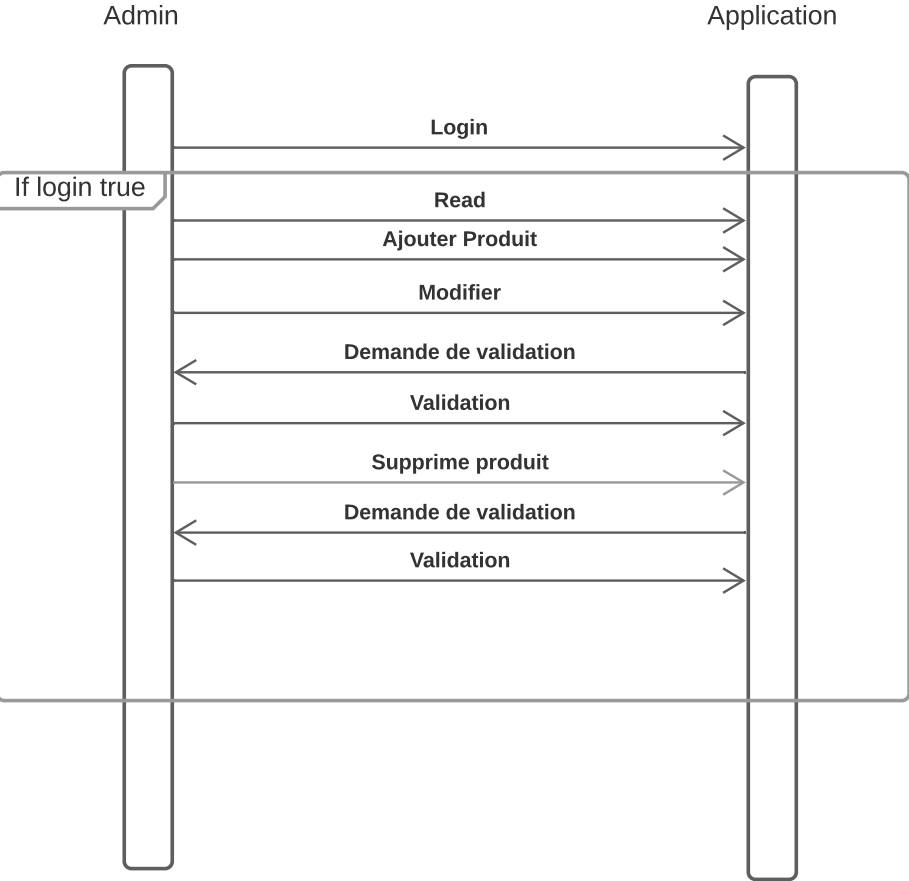 Admin
Application
Login
If login true
Read
Ajouter Produit
Modifier
Demande de validation
Validation
Supprime produit
Demande de validation
Validation